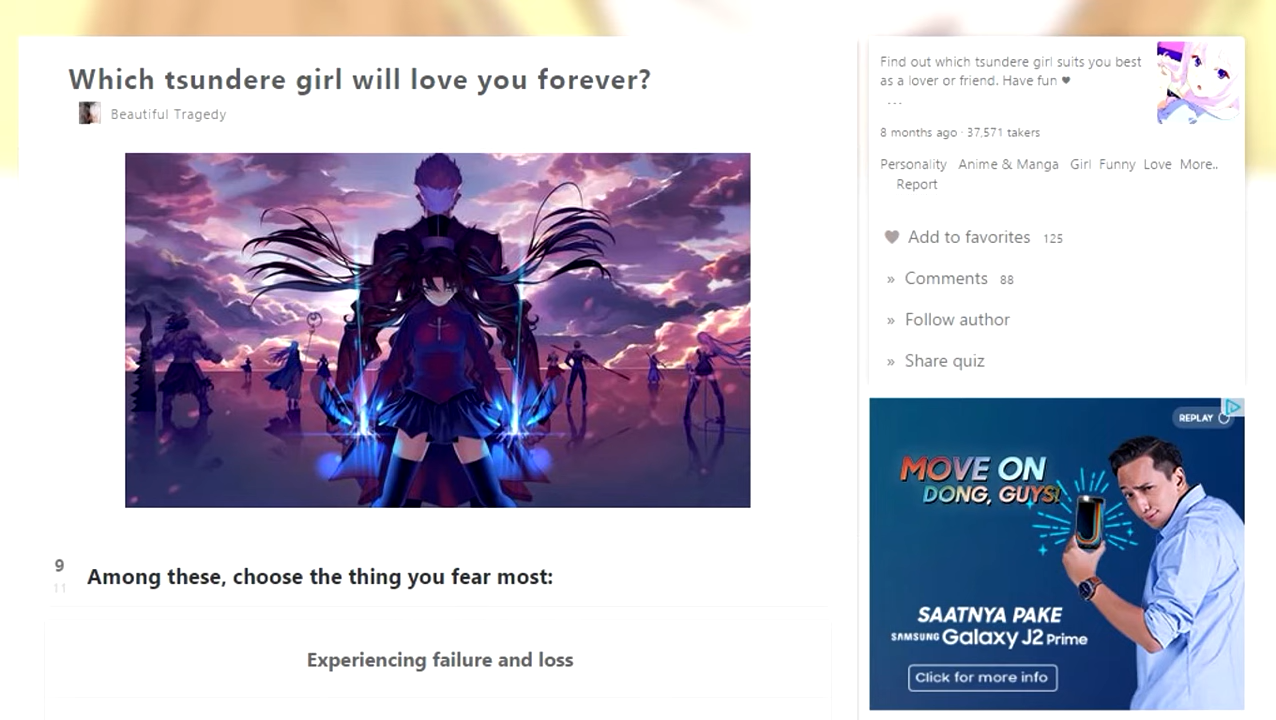 Which tsundere girl will love you forever?
Beautiful Tragedy
9
11
Among these, choose the thing you fear most:
Experiencing failure and loss
Find out which tsundere girl suits you best
as a lover or friend. Have fun ♥
...
8 months ago · 37,571 takers
Personality Anime & Manga Girl Funny Love More..
Report
Add to favorites 125
» Comments 88
» Follow author
» Share quiz
REPLAY
MOVE ON
DONG, GUYS!
SAATNYA PAKE
SAMSUNG Galaxy J2 Prime
Click for more info